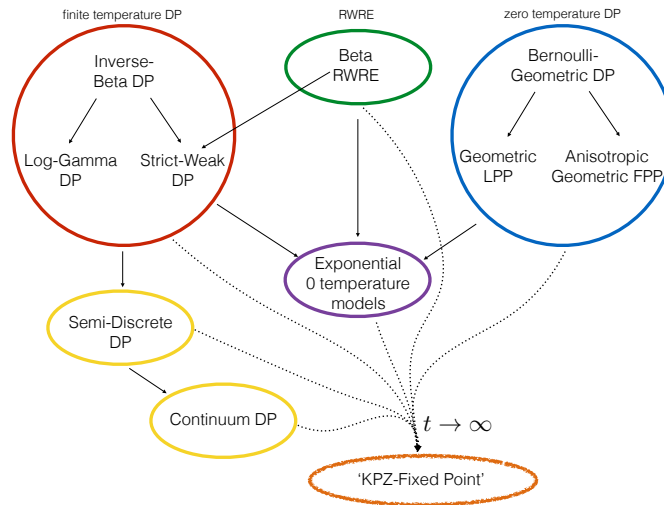 finite temperature DP
RWRE
zero temperature DP
Inverse-
Beta DP
Beta
RWRE
Bernoulli-
Geometric DP
Log-Gamma
DP
Strict-Weak
DP
Geometric
LPP
Anisotropic
Geometric FPP
Exponential
0 temperature
models
Semi-Discrete
DP
Continuum DP
t → ∞
‘KPZ-Fixed Point’